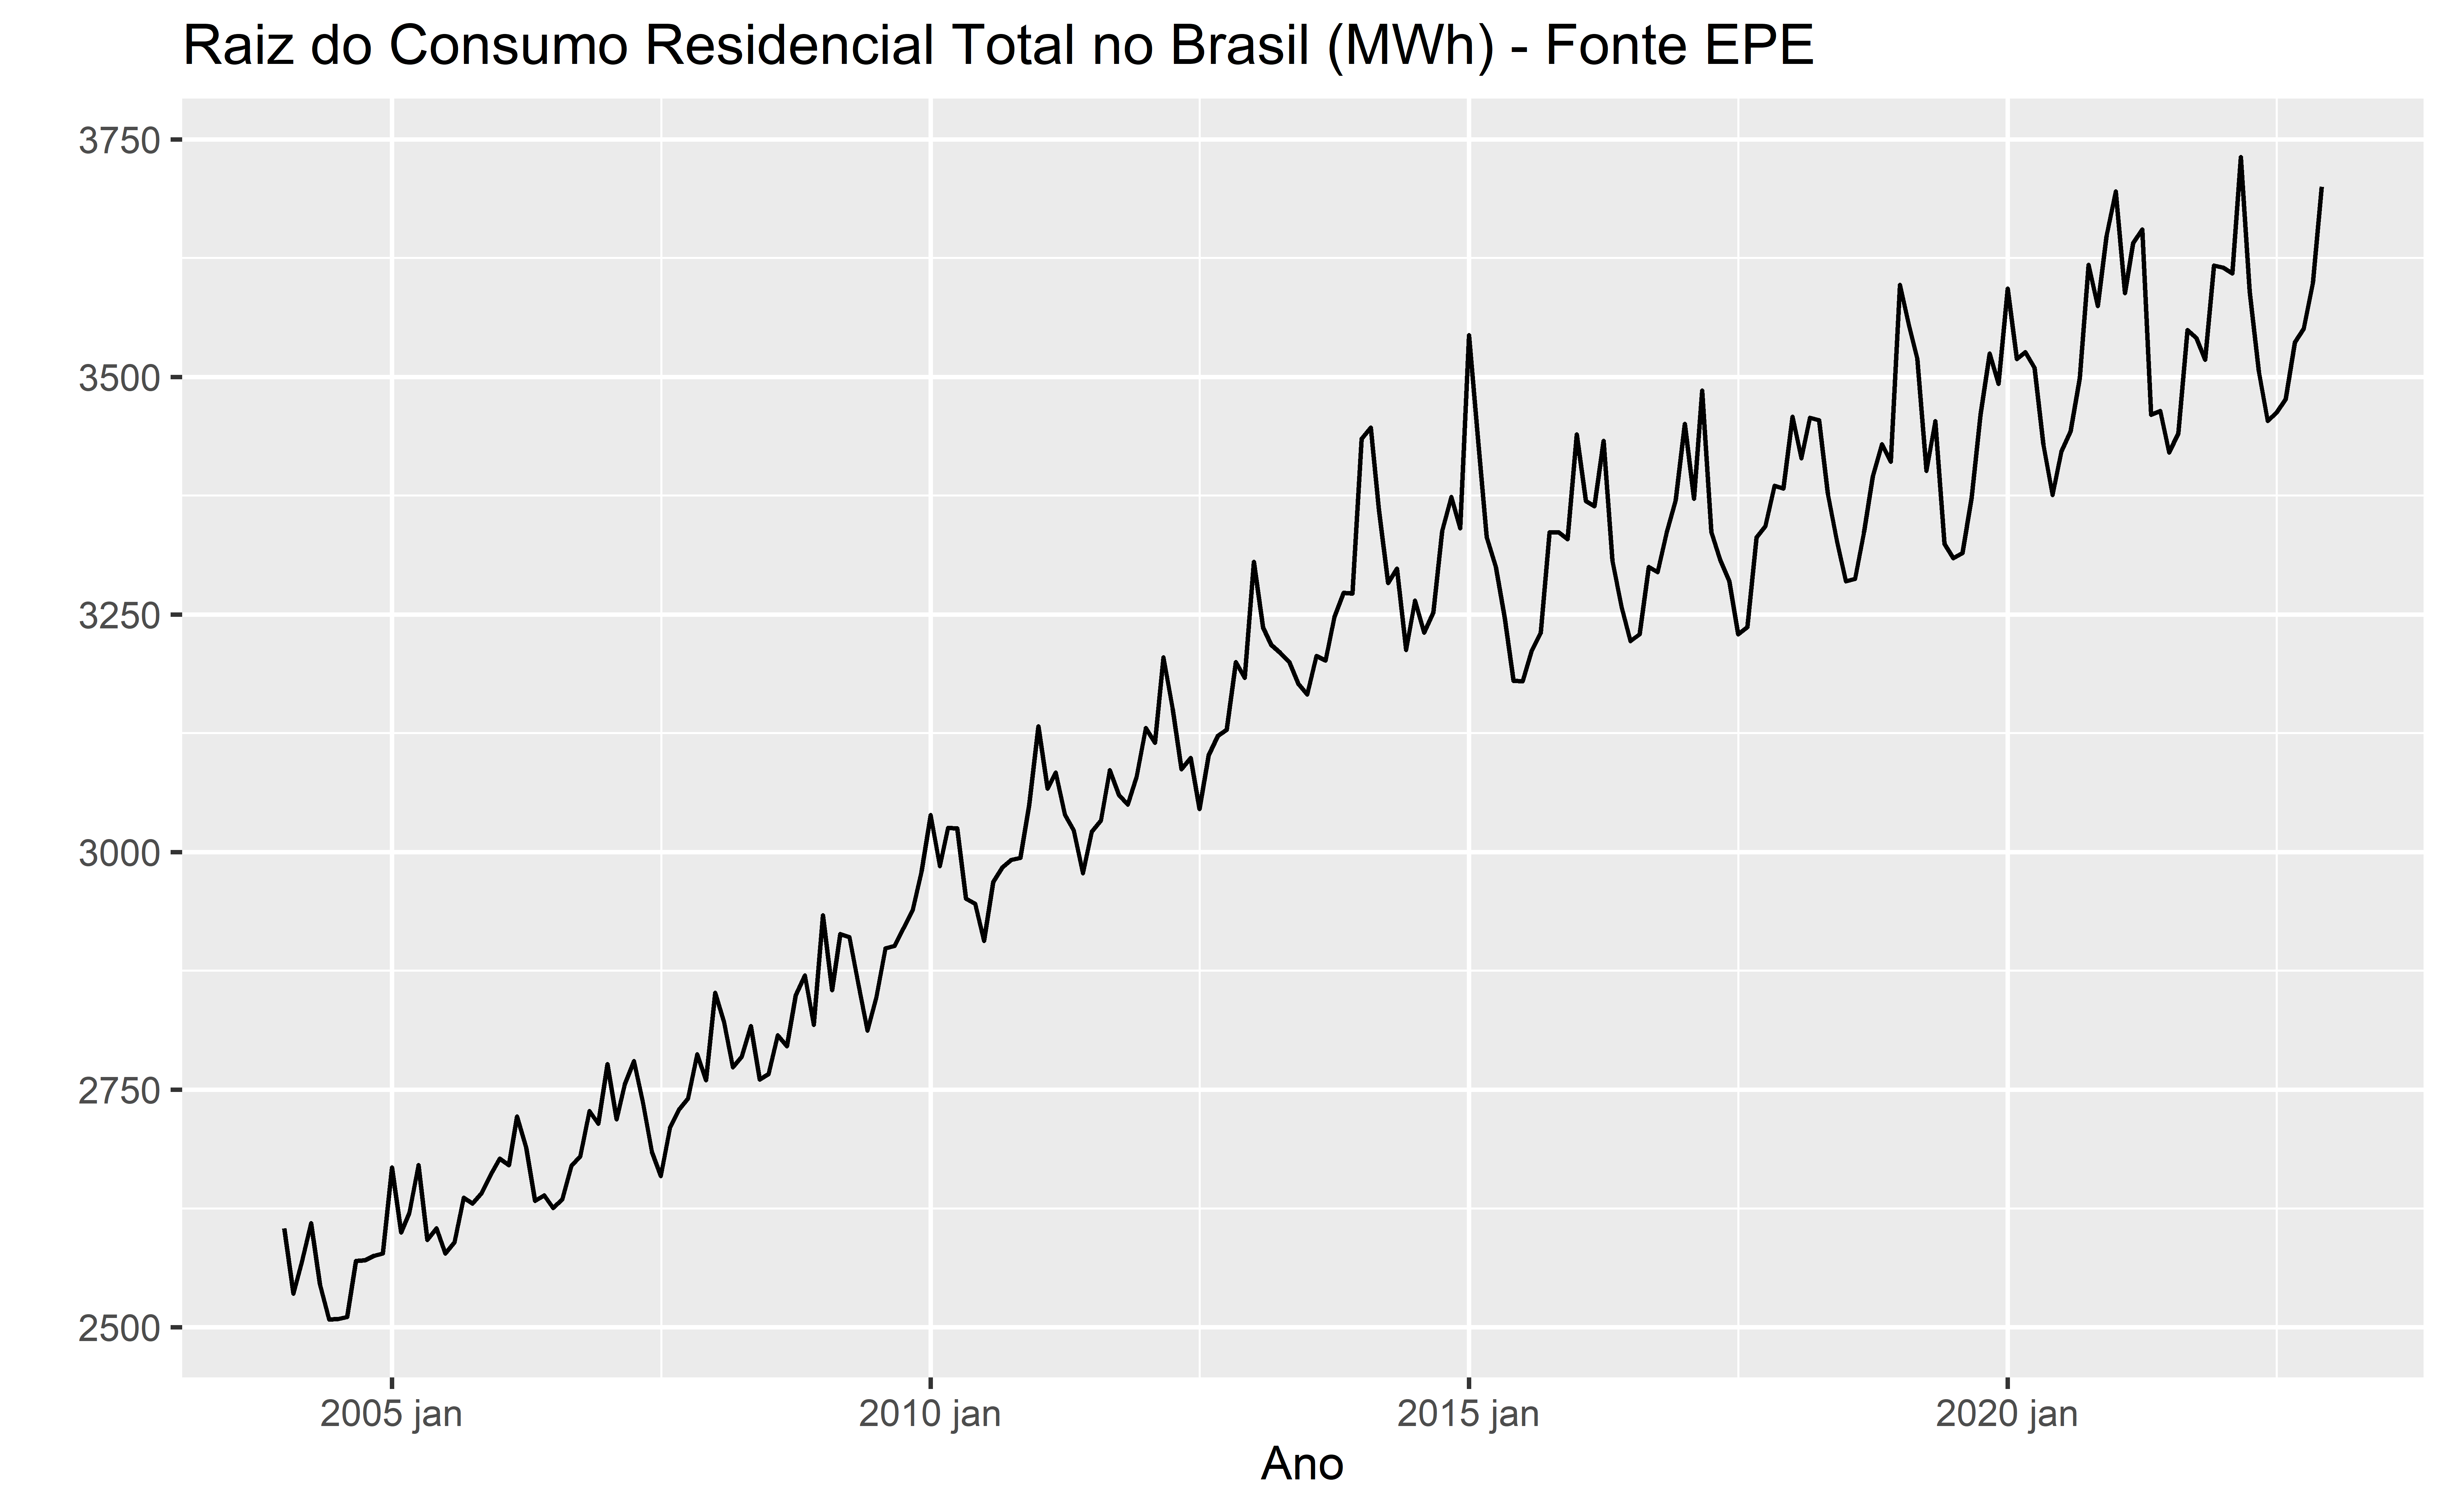 Raiz do Consumo Residencial Total no Brasil (MWh) - Fonte EPE
3750
3500
3250
3000
2750
2500
2005 jan
2010 jan
2015 jan
2020 jan
Ano